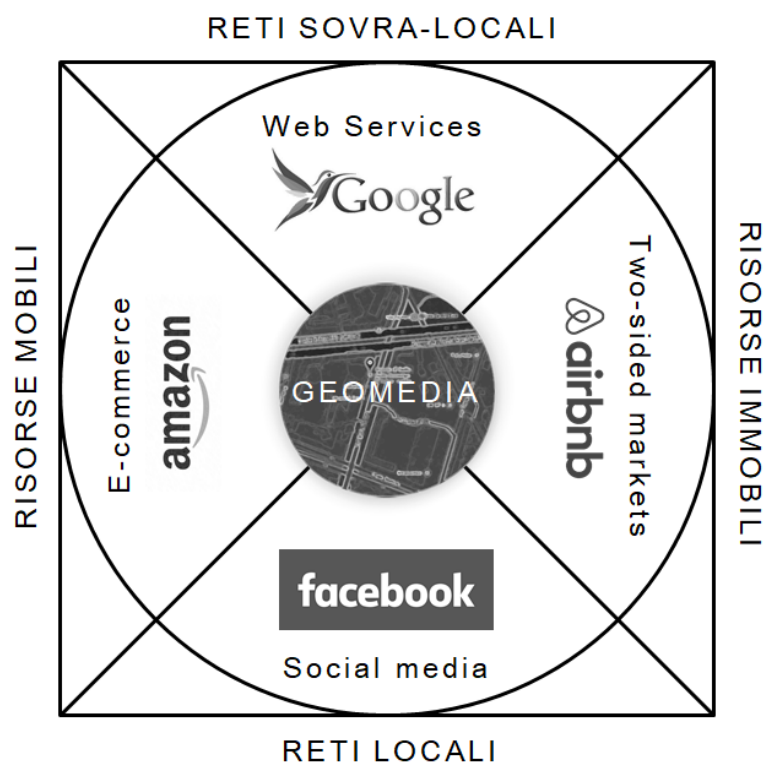 RETI SOVRA-LOCALI
Web Services
Google
RISORSE MOBILI
E-commerce
amazon
GEOMEDIA
airbnb
Two-sided markets
RISORSE IMMOBILI
facebook
Social media
RETI LOCALI